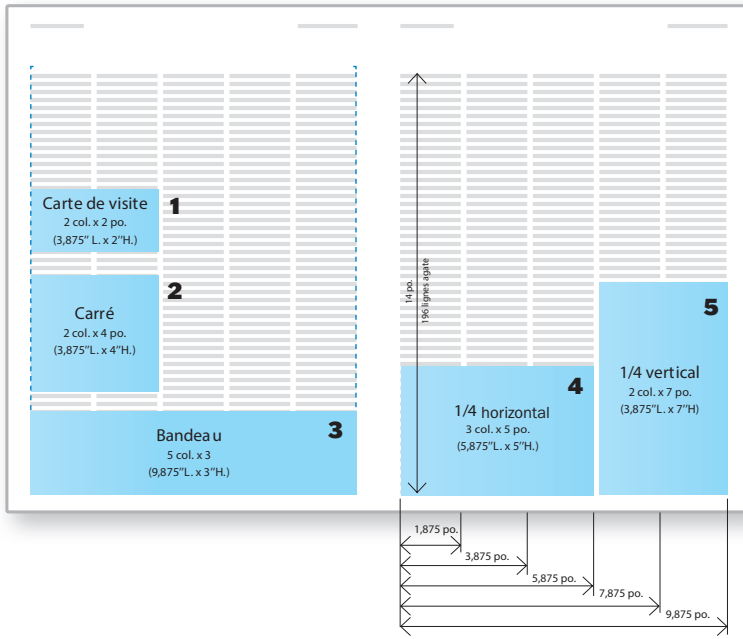 Carte de visite
2 col. x 2 po.
(3,875’’ L. x 2’’H.)
1
Carré
2 col. x 4 po.
(3,875’’L. x 4’’H.)
2
Bandeau
5 col. x 3
(9,875’’L. x 3’’H.)
3
14 po.
196 lignes agate
1/4 horizontal
3 col. x 5 po.
(5,875’’L. x 5’’H.)
4
5
1/4 vertical
2 col. x 7 po.
(3,875’’L. x 7’’H)
1,875 po.
3,875 po.
5,875 po.
7,875 po.
9,875 po.